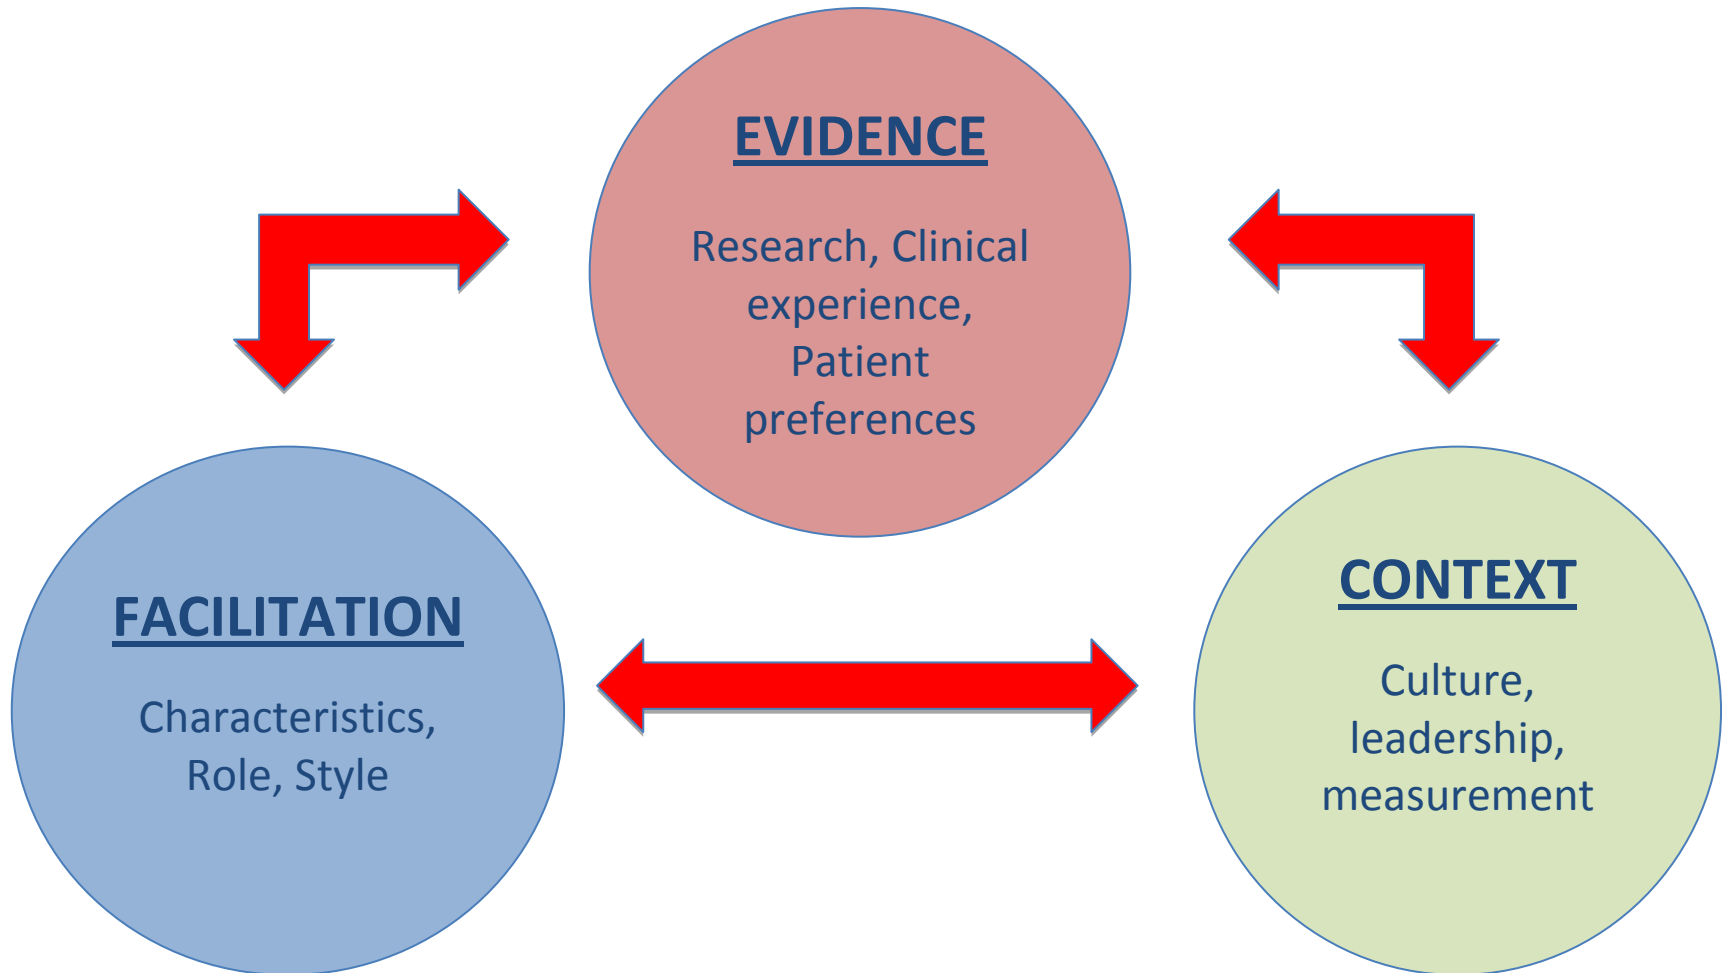 EVIDENCE
Research, Clinical
experience,
Patient
preferences
FACILITATION
Characteristics,
Role, Style
CONTEXT
Culture,
leadership,
measurement